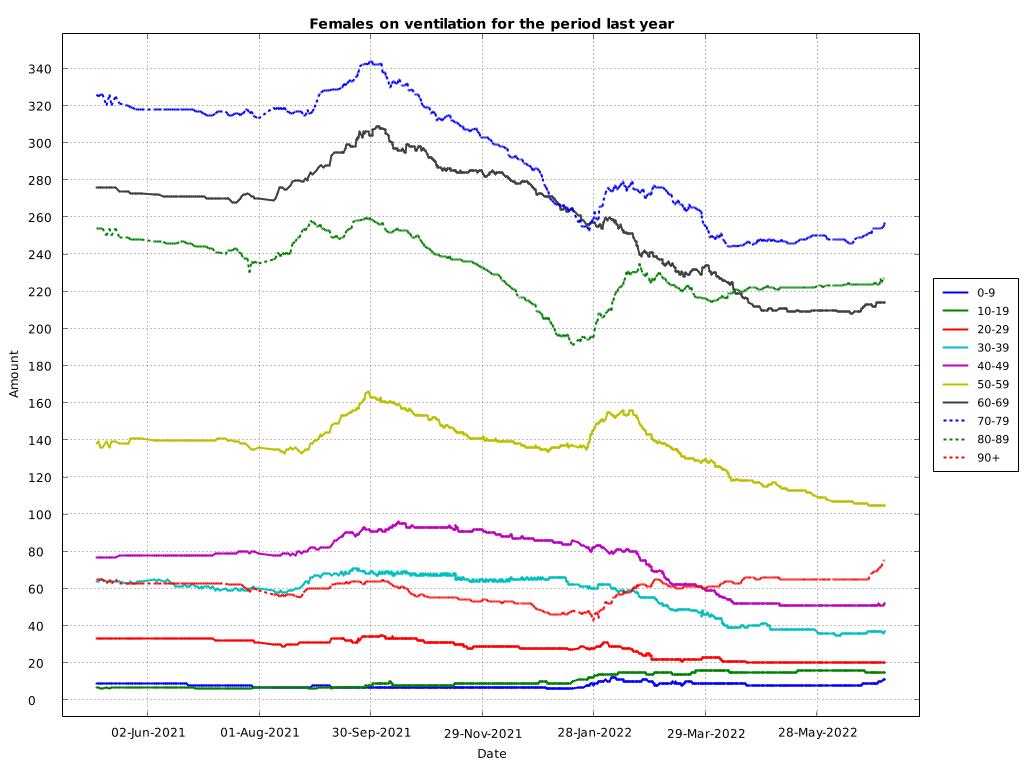 Females on ventilation for the period last year
340
320
300
280
260
240
220
200
180
160
140
120
100
80
60
40
20
0
Amount
02-Jun-2021
01-Aug-2021
30-Sep-2021
29-Nov-2021
28-Jan-2022
29-Mar-2022
28-May-2022
Date
0-9
10-19
20-29
30-39
40-49
50-59
60-69
70-79
80-89
90+